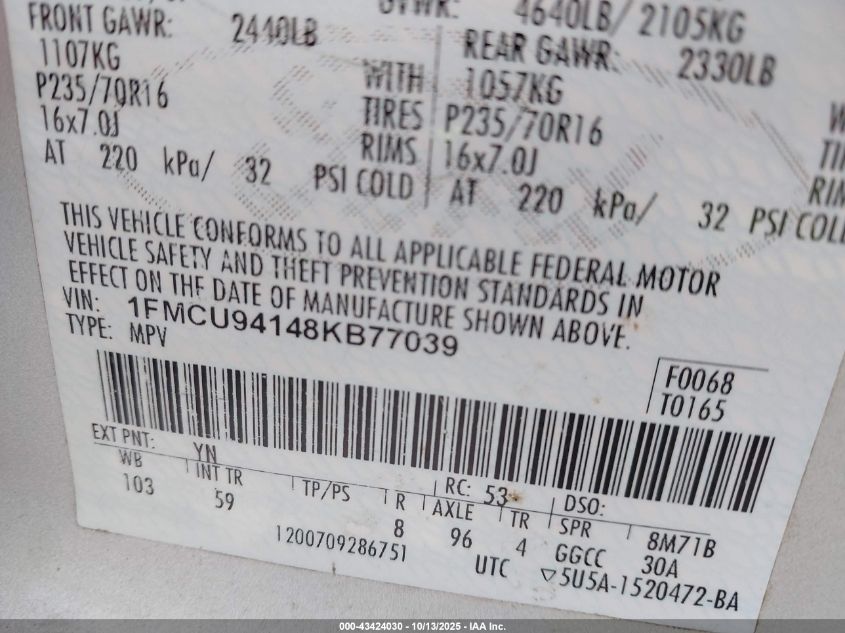 GVWR: 4640LB/ 2105KG
FRONT GAWR: 2440LB REAR GAWR: 2330LB
1107KG WITH 1057KG
P235/70R16 TIRES P235/70R16
16x7.0J RIMS 16x7.0J RIM
AT 220 kPa/ 32 PSI COLD AT 220 kPa/ 32 PSI COL
THIS VEHICLE CONFORMS TO ALL APPLICABLE FEDERAL MOTOR
VEHICLE SAFETY AND THEFT PREVENTION STANDARDS IN
EFFECT ON THE DATE OF MANUFACTURE SHOWN ABOVE.
VIN: 1FMCU94148KB77039
TYPE: MPV
F0068
T0165
EXT PNT: YN RC: 53 DSO:
WB INT TR TP/PS R AXLE TR SPR 8M71B
103 59 8 96 4 GGCC 30A
1200709286751 UTC ▽5U5A-1520472-BA
000-43424030 - 10/13/2025 - IAA Inc.